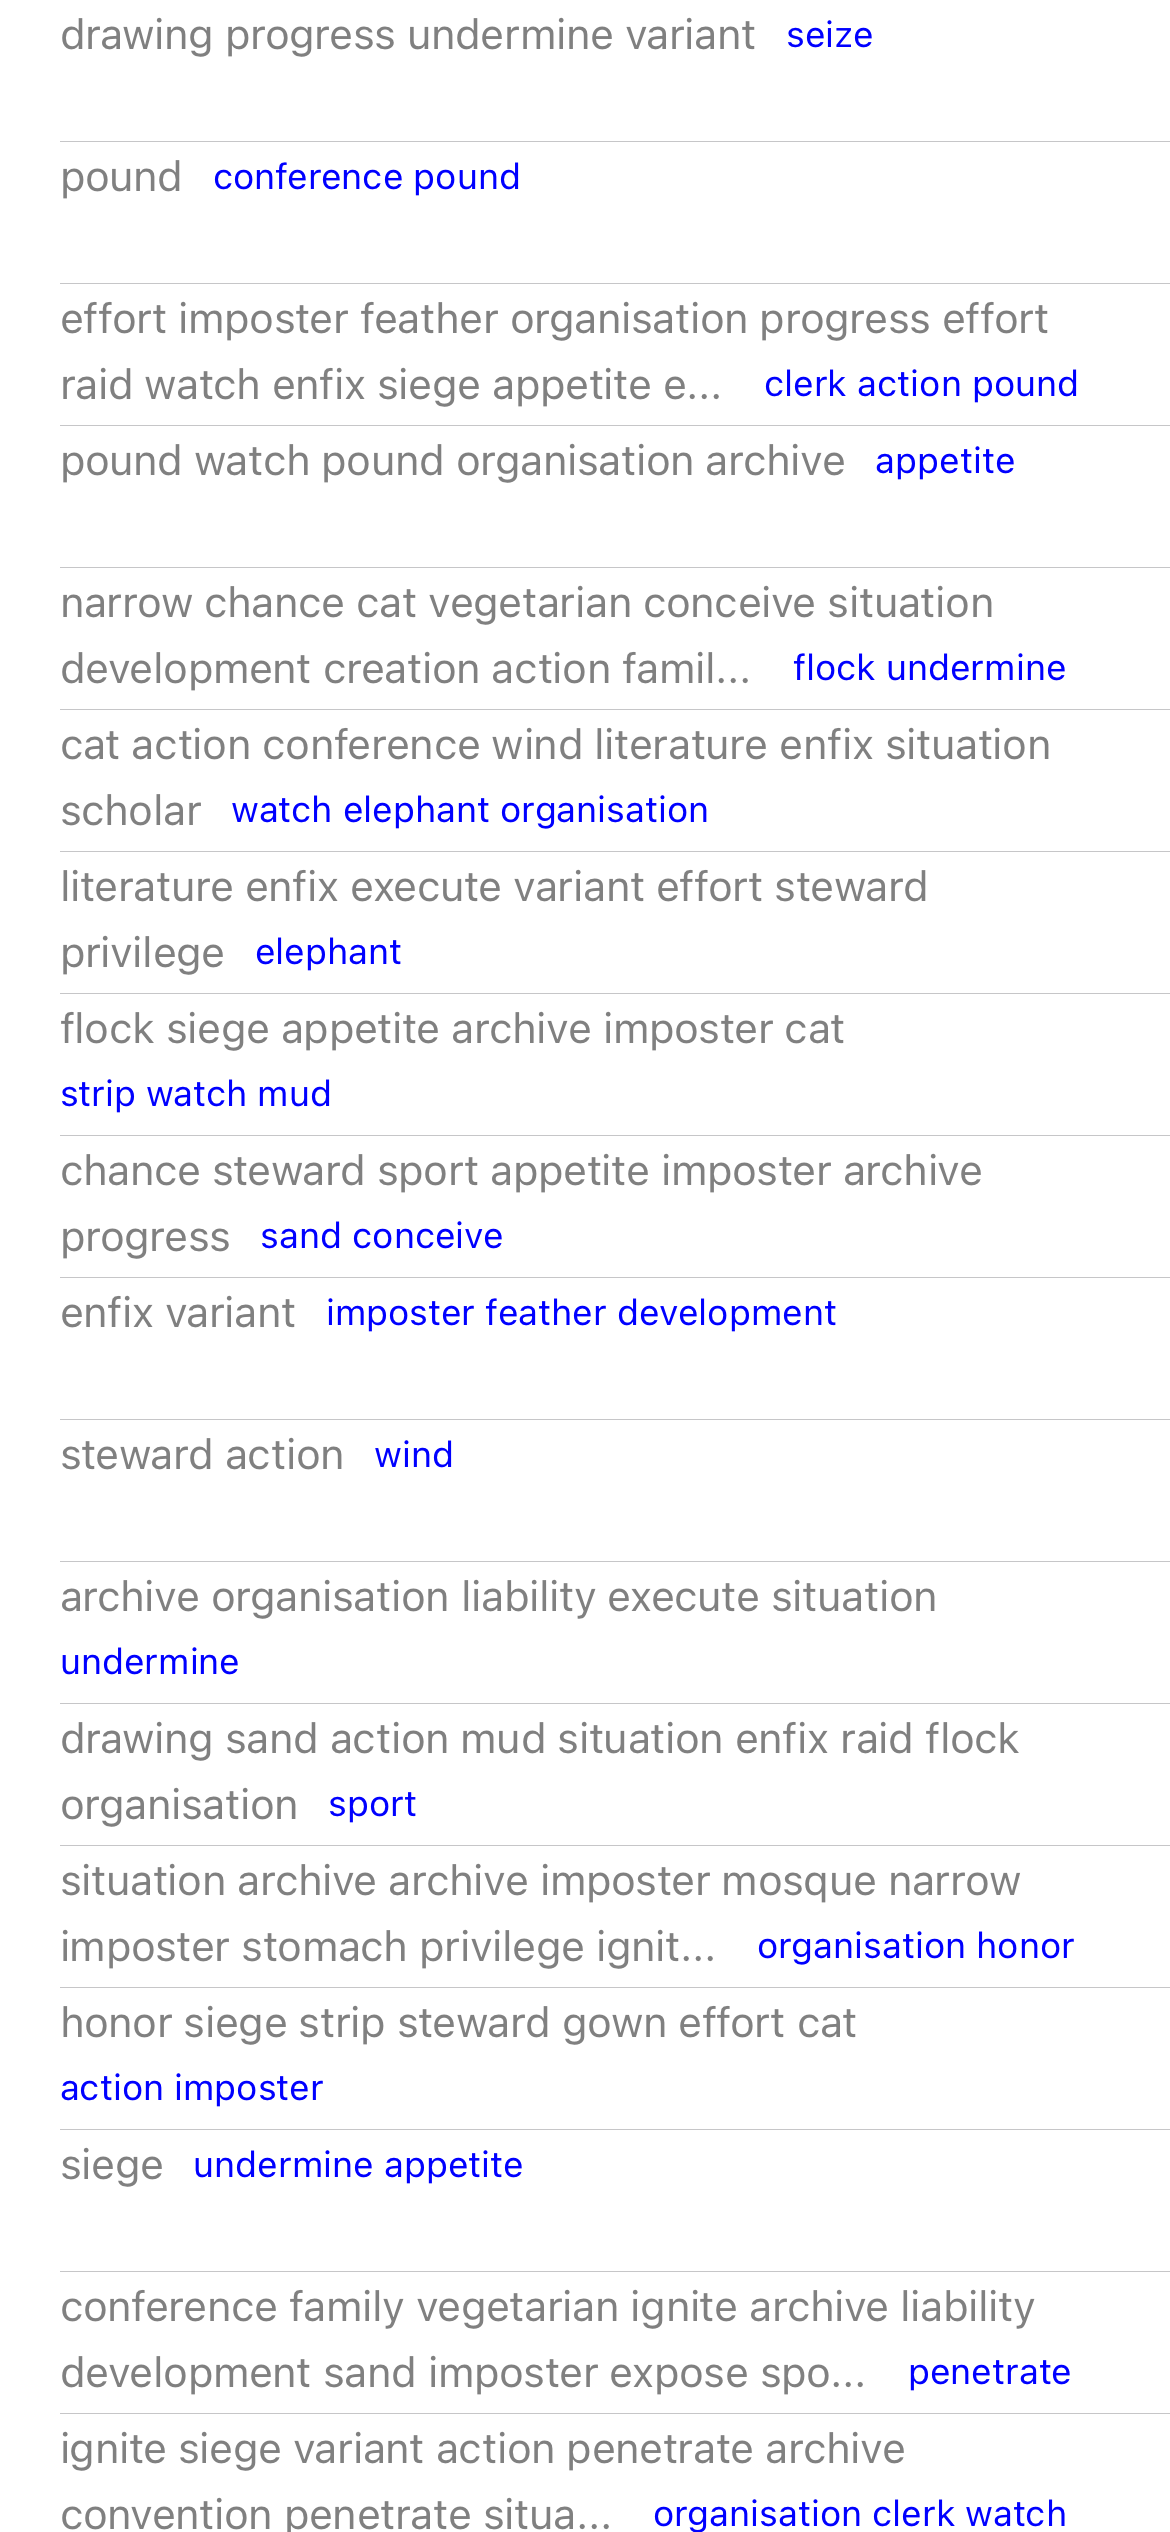 drawing progress undermine variant seize
pound conference pound
effort imposter feather organisation progress effort
raid watch enfix siege appetite e... clerk action pound
pound watch pound organisation archive appetite
narrow chance cat vegetarian conceive situation
development creation action famil... flock undermine
cat action conference wind literature enfix situation
scholar watch elephant organisation
literature enfix execute variant effort steward
privilege elephant
flock siege appetite archive imposter cat
strip watch mud
chance steward sport appetite imposter archive
progress sand conceive
enfix variant imposter feather development
steward action wind
archive organisation liability execute situation
undermine
drawing sand action mud situation enfix raid flock
organisation sport
situation archive archive imposter mosque narrow
imposter stomach privilege ignit... organisation honor
honor siege strip steward gown effort cat
action imposter
siege undermine appetite
conference family vegetarian ignite archive liability
development sand imposter expose spo... penetrate
ignite siege variant action penetrate archive
convention penetrate situa... organisation clerk watch